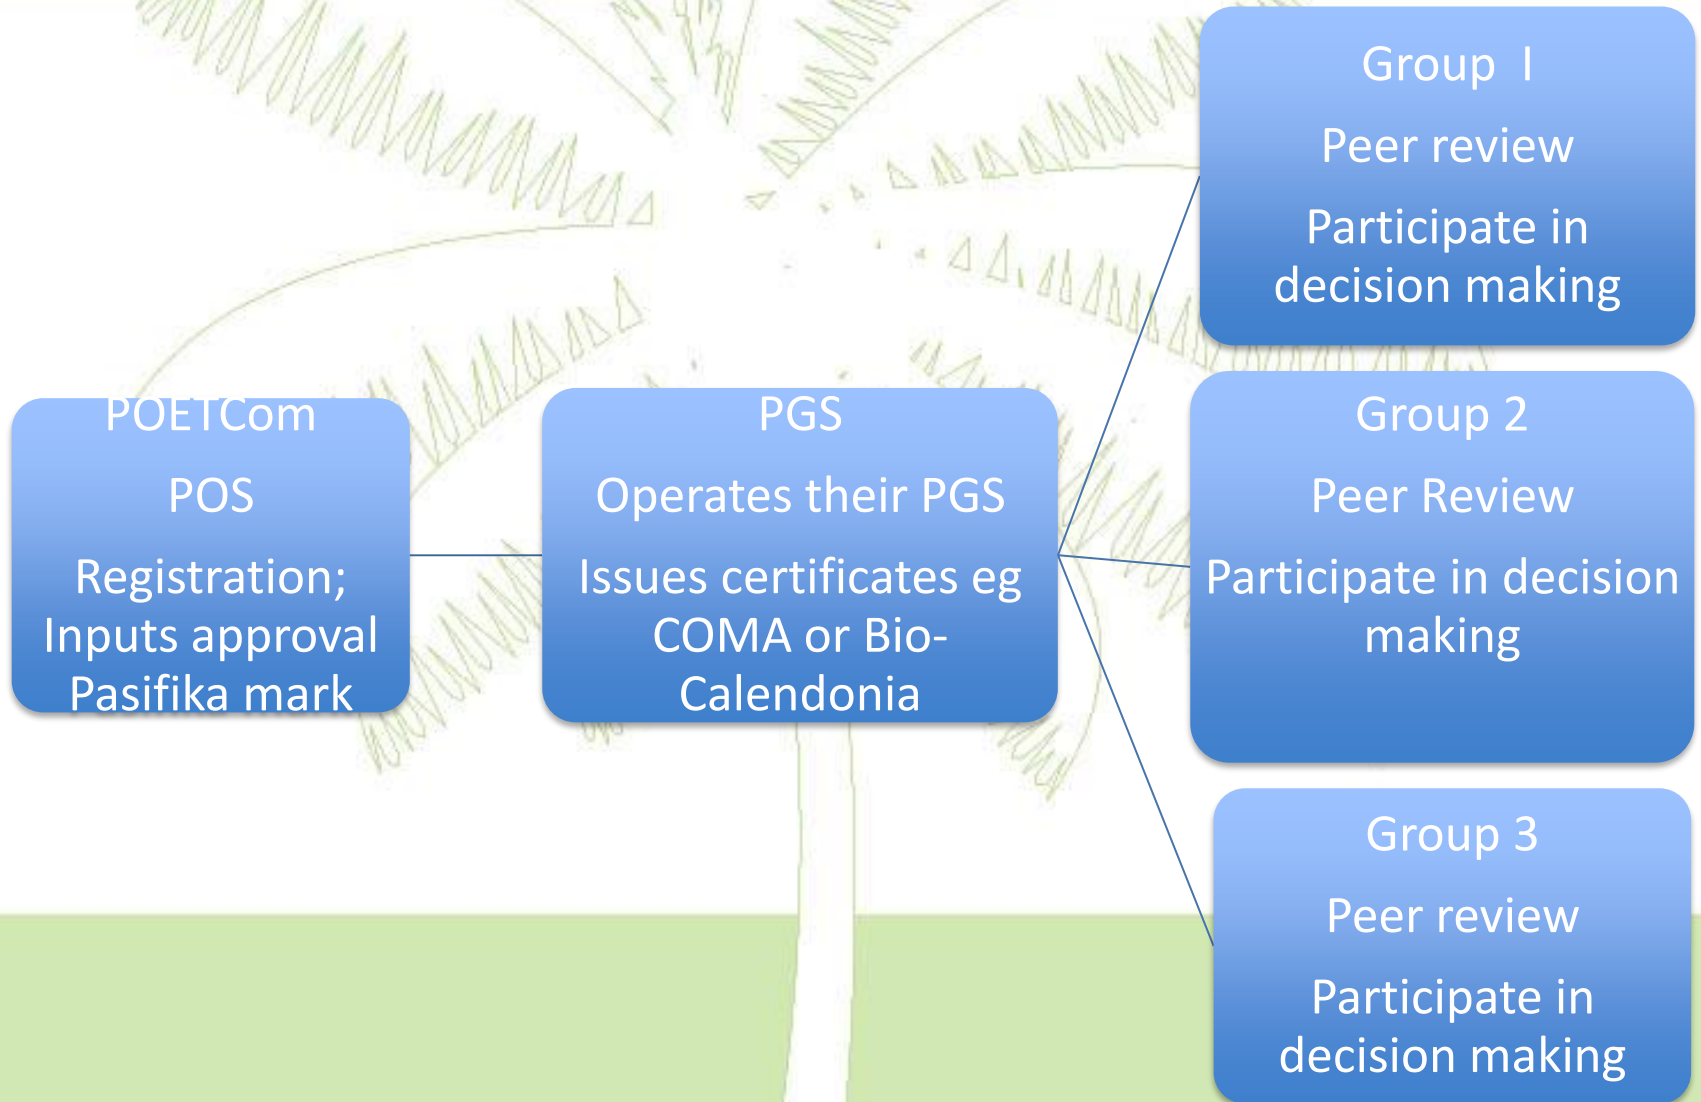 POETCom
POS
Registration;
Inputs approval
Pasifika mark
PGS
Operates their PGS
Issues certificates eg
COMA or Bio-
Calendonia
Group I
Peer review
Participate in
decision making
Group 2
Peer Review
Participate in decision
making
Group 3
Peer review
Participate in
decision making